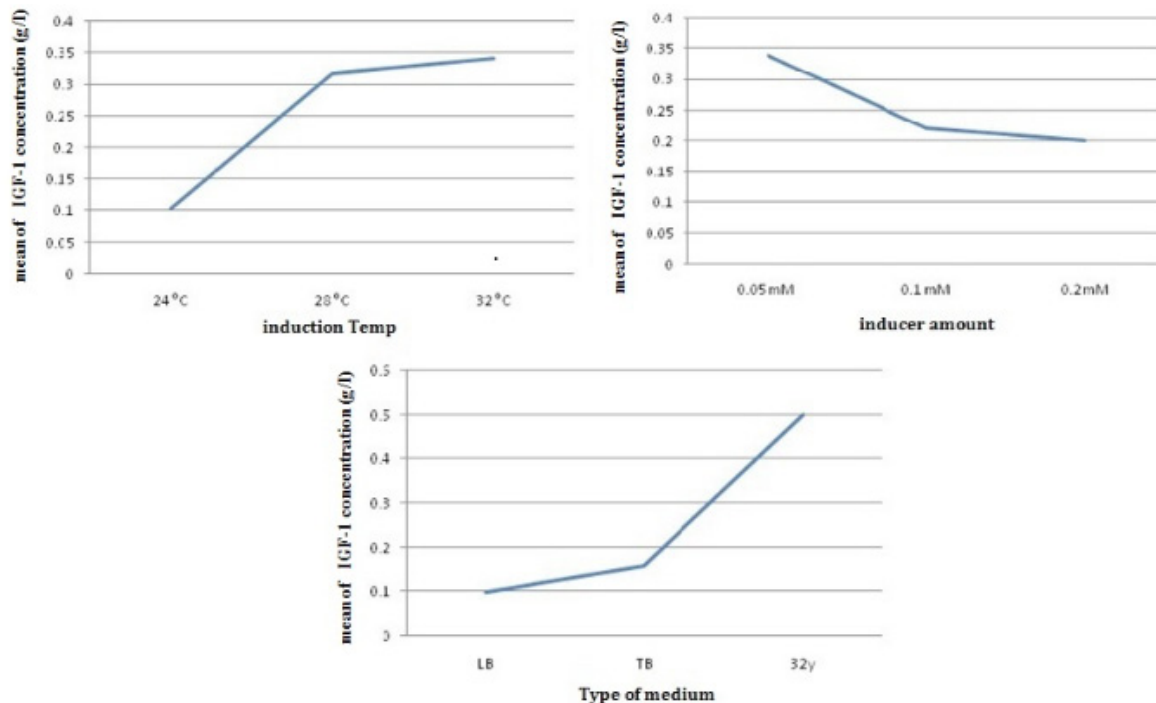 mean of IGF-1 concentration (g/l)
0.4
0.35
0.3
0.25
0.2
0.15
0.1
0.05
0
24°C 28°C 32°C
induction Temp
mean of IGF-1 concentration (g/l)
0.4
0.35
0.3
0.25
0.2
0.15
0.1
0.05
0
0.05mM 0.1mM 0.2mM
inducer amount
mean of IGF-1 concentration (g/l)
0.5
0.4
0.3
0.2
0.1
0
LB TB 32y
Type of medium